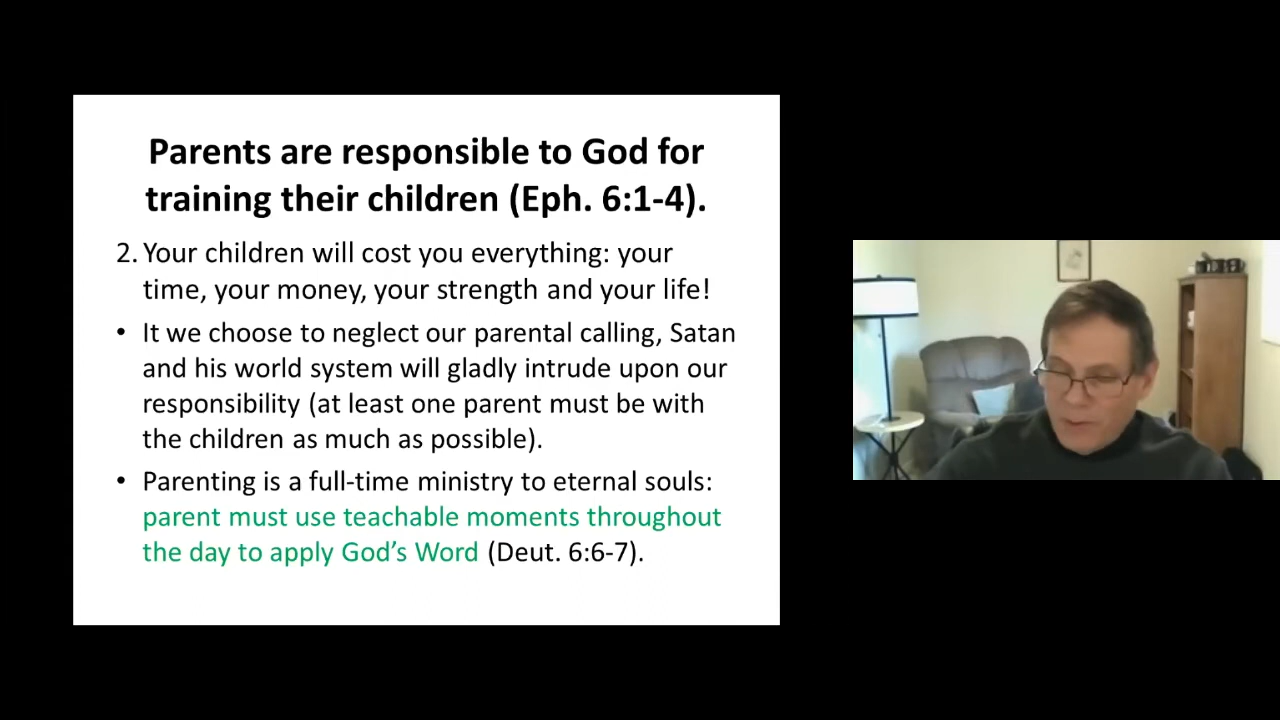 Parents are responsible to God for
training their children (Eph. 6:1-4).
2. Your children will cost you everything: your
time, your money, your strength and your life!
• It we choose to neglect our parental calling, Satan
and his world system will gladly intrude upon our
responsibility (at least one parent must be with
the children as much as possible).
• Parenting is a full-time ministry to eternal souls:
parent must use teachable moments throughout
the day to apply God’s Word (Deut. 6:6-7).